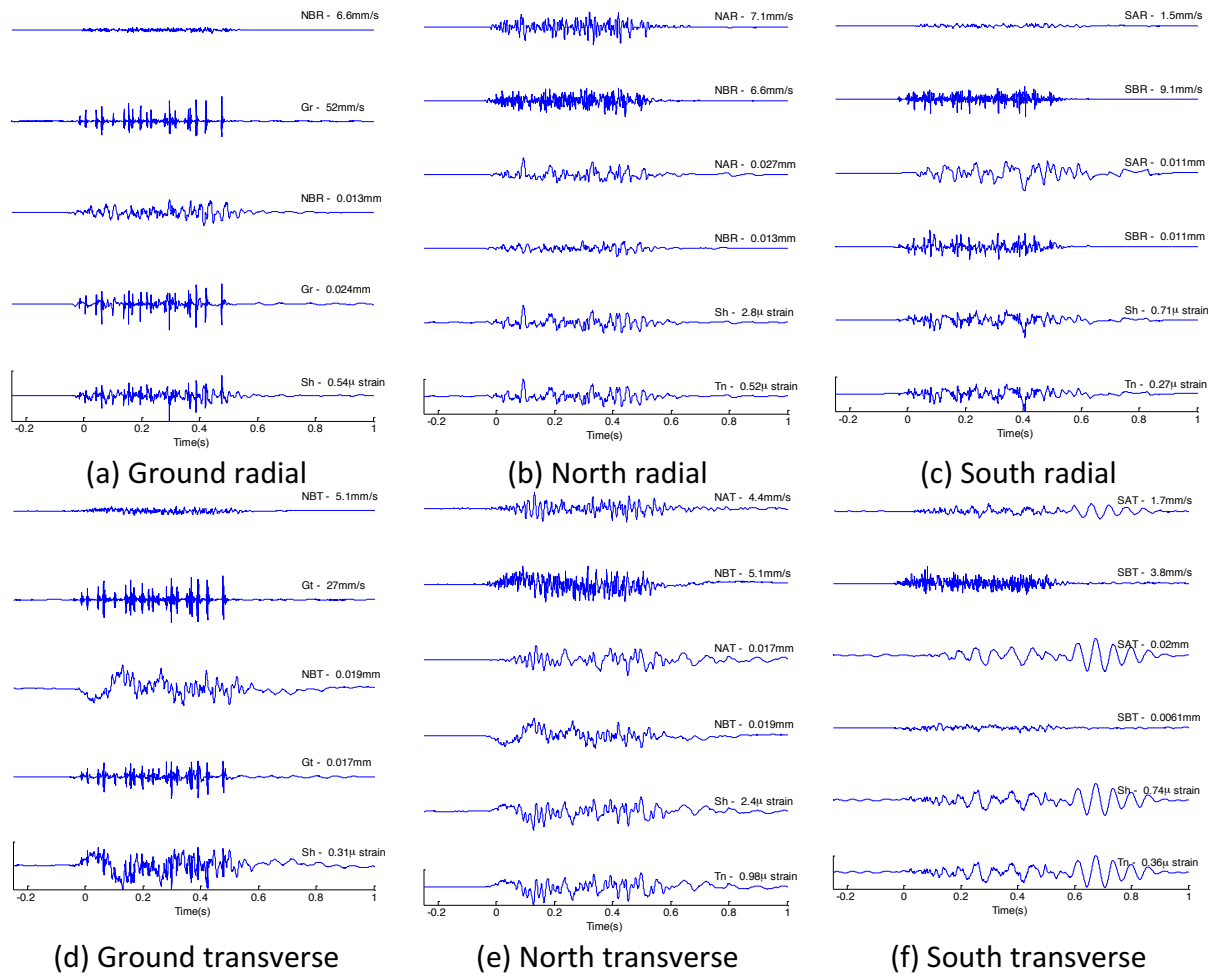 NBR - 6.6mm/s
Gr - 52mm/s
NBR - 0.013mm
Gr - 0.024mm
Sh - 0.54μ strain
-0.2 0 0.2 0.4 0.6 0.8 1
Time(s)
(a) Ground radial
NAR - 7.1mm/s
NBR - 6.6mm/s
NAR - 0.027mm
NBR - 0.013mm
Sh - 2.8μ strain
Tn - 0.52μ strain
-0.2 0 0.2 0.4 0.6 0.8 1
Time(s)
(b) North radial
SAR - 1.5mm/s
SBR - 9.1mm/s
SAR - 0.011mm
SBR - 0.011mm
Sh - 0.71μ strain
Tn - 0.27μ strain
-0.2 0 0.2 0.4 0.6 0.8 1
Time(s)
(c) South radial
NBT - 5.1mm/s
Gt - 27mm/s
NBT - 0.019mm
Gt - 0.017mm
Sh - 0.31μ strain
-0.2 0 0.2 0.4 0.6 0.8 1
Time(s)
(d) Ground transverse
NAT - 4.4mm/s
NBT - 5.1mm/s
NAT - 0.017mm
NBT - 0.019mm
Sh - 2.4μ strain
Tn - 0.98μ strain
-0.2 0 0.2 0.4 0.6 0.8 1
Time(s)
(e) North transverse
SAT - 1.7mm/s
SBT - 3.8mm/s
SAT - 0.02mm
SBT - 0.0061mm
Sh - 0.74μ strain
Tn - 0.36μ strain
-0.2 0 0.2 0.4 0.6 0.8 1
Time(s)
(f) South transverse